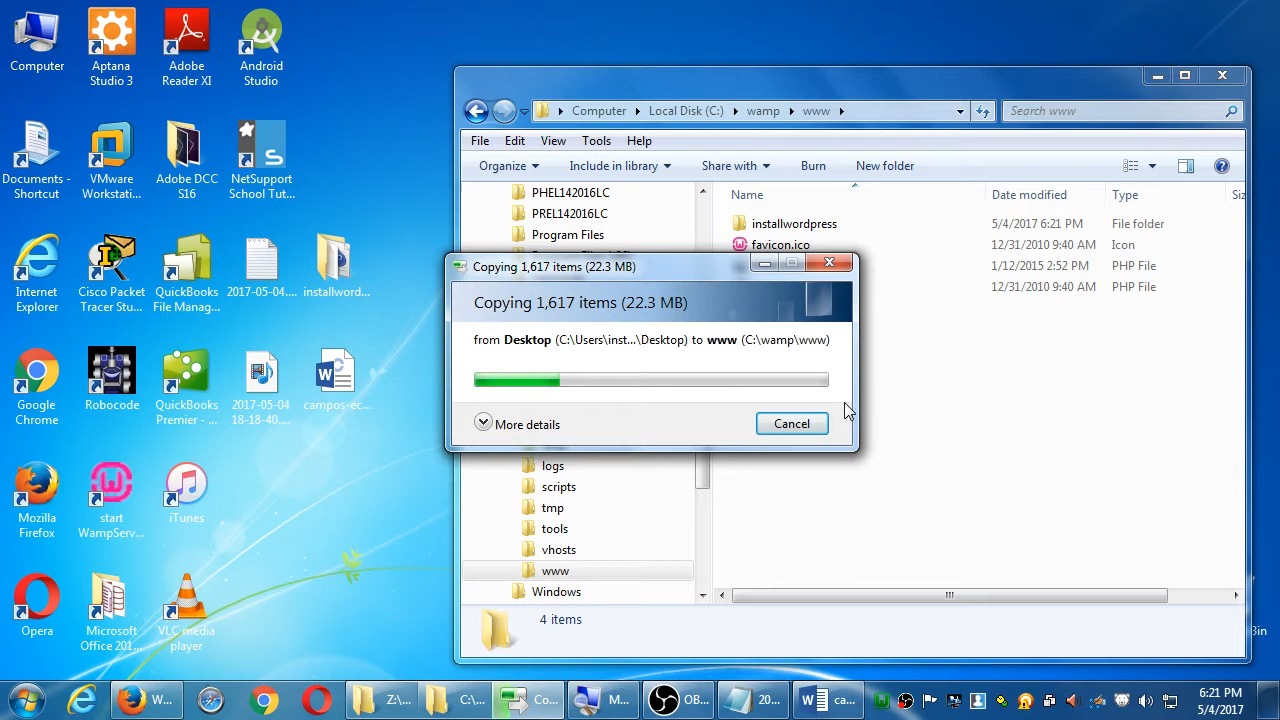 Computer
Aptana
Studio 3
Adobe
Reader XI
Android
Studio
Documents -
Shortcut
VMware
Workstati...
Adobe DCC
S16
NetSupport
School Tut...
Internet
Explorer
Cisco Packet
Tracer Stu...
QuickBooks
File Manag...
2017-05-04....
installword...
Google
Chrome
Robocode
QuickBooks
Premier - ...
2017-05-04
18-18-40....
campos-ec...
Mozilla
Firefox
start
WampServ...
iTunes
Opera
Microsoft
Office 201...
VLC media
player
Computer
Local Disk (C:)
wamp
www
Search www
File Edit View Tools Help
Organize Include in library Share with Burn New folder
PHEL142016LC
PREL142016LC
Program Files
Name Date modified Type Siz
installwordpress 5/4/2017 6:21 PM File folder
favicon.ico 12/31/2010 9:40 AM Icon
1/12/2015 2:52 PM PHP File
12/31/2010 9:40 AM PHP File
Copying 1,617 items (22.3 MB)
Copying 1,617 items (22.3 MB)
from Desktop (C:\Users\inst...\Desktop) to www (C:\wamp\www)
More details
Cancel
logs
scripts
tmp
tools
vhosts
www
Windows
4 items
Bin
W...
Z:\...
C:\...
Co...
M...
OB...
20...
ca...
6:21 PM
5/4/2017